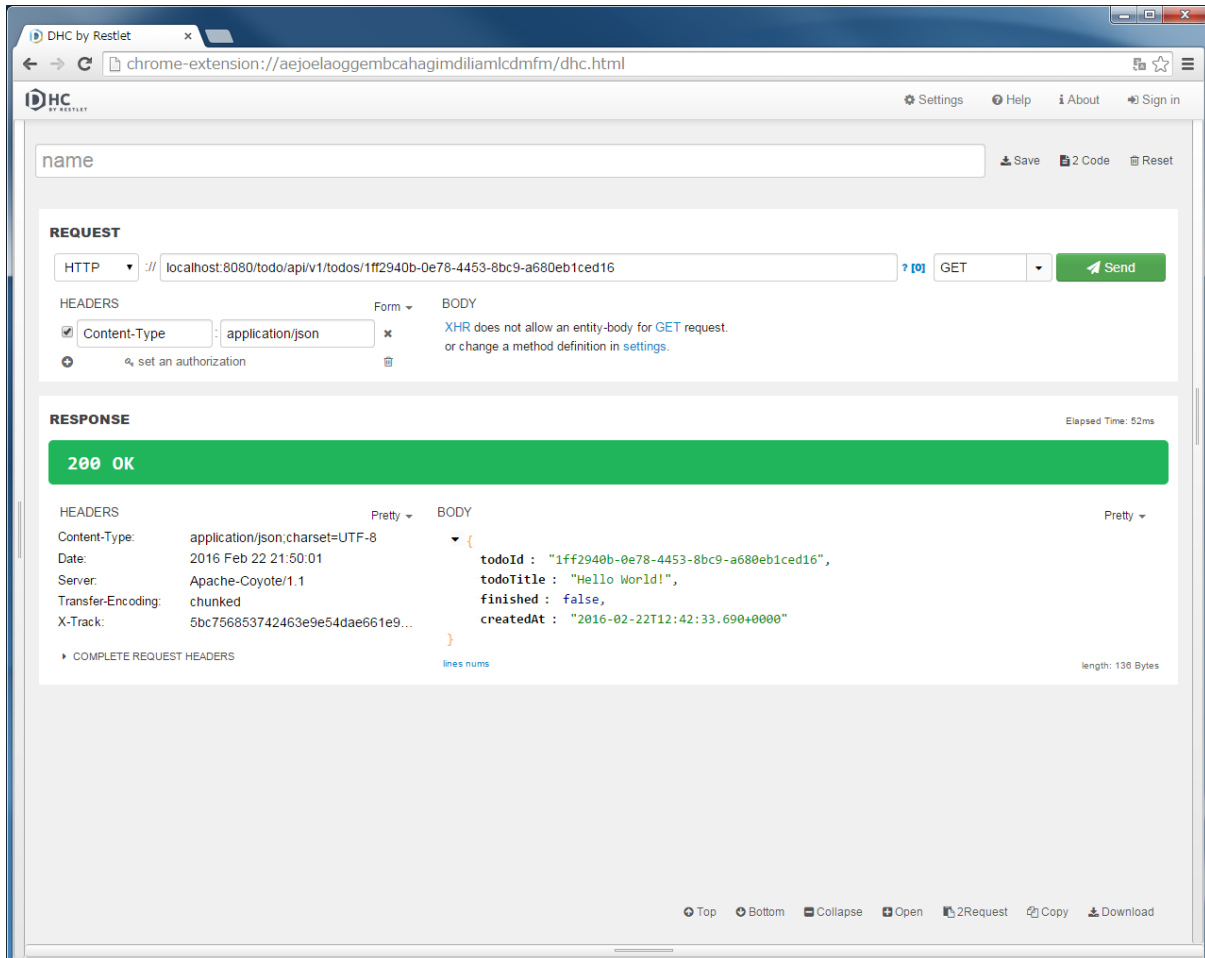 DHC by Restlet
chrome-extension://aejoelaoggembcahagimdiliamlcdmfm/dhc.html
DHC BY RESTLET Settings Help About Sign in
name Save 2 Code Reset
REQUEST
HTTP :// localhost:8080/todo/api/v1/todos/1ff2940b-0e78-4453-8bc9-a680eb1ced16 ? [0] GET Send
HEADERS Form BODY
Content-Type : application/json XHR does not allow an entity-body for GET request.
or change a method definition in settings.
set an authorization
RESPONSE Elapsed Time: 52ms
200 OK
HEADERS Pretty BODY Pretty
Content-Type: application/json;charset=UTF-8 {
Date: 2016 Feb 22 21:50:01 todoId : "1ff2940b-0e78-4453-8bc9-a680eb1ced16",
Server: Apache-Coyote/1.1 todoTitle : "Hello World!",
Transfer-Encoding: chunked finished : false,
X-Track: 5bc756853742463e9e54dae661e9... createdAt : "2016-02-22T12:42:33.690+0000"
}
COMPLETE REQUEST HEADERS lines nums length: 136 Bytes
Top Bottom Collapse Open 2Request Copy Download